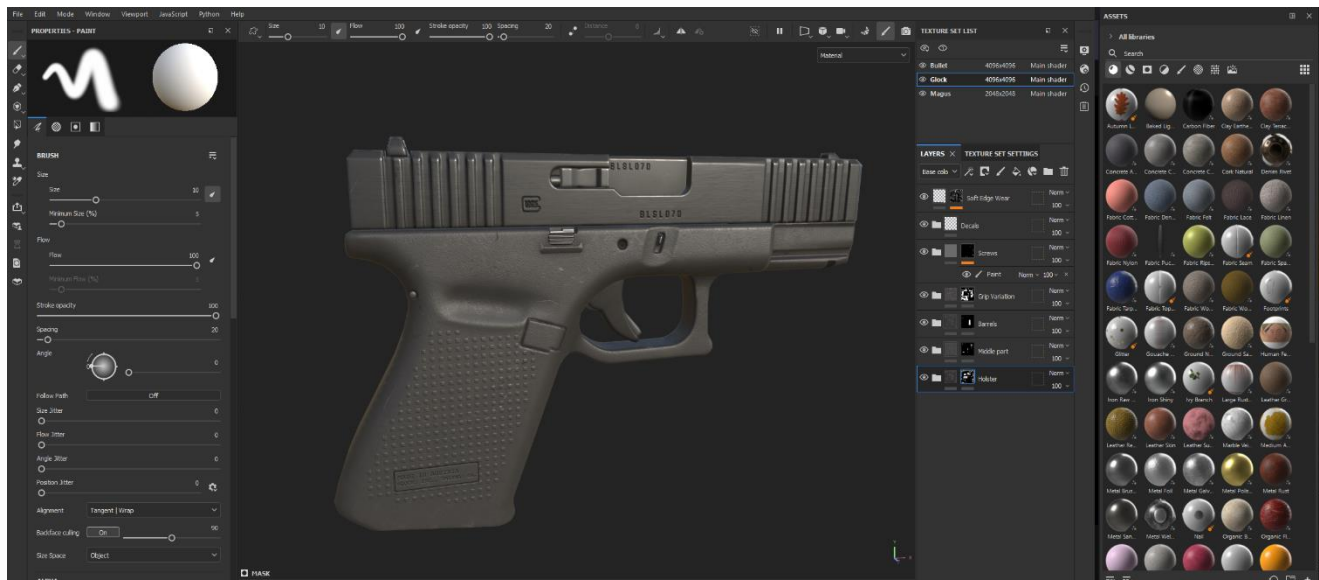 File Edit Mode Window Viewport JavaScript Python Help
PROPERTIES - PAINT
Size 10 Flow 100 Stroke opacity 100 Spacing 20 Distance
Material
BRUSH
Size
Size 10
Minimum Size (%) 5
Flow
Flow 100
Minimum Flow (%)
Stroke opacity 100
Spacing 20
Angle 0
Follow Path Off
Size Jitter 0
Flow Jitter 0
Angle Jitter 0
Position Jitter 0
Alignment Tangent | Wrap
Backface culling On 90
Size Space Object
BLSL070
BLSL070
MASK
TEXTURE SET LIST
Bullet 4096x4096 Main shader
Glock 4096x4096 Main shader
Magus 2048x2048 Main shader
LAYERS × TEXTURE SET SETTINGS
Base colo
Soft Edge Wear Norm 100
Decals Norm 100
Screws Norm 100
Paint Norm 100 ×
Grip Variation Norm 100
Barrels Norm 100
Middle part Norm 100
Holster Norm 100
ASSETS
All libraries
Search
Autumn L... Baked Lig... Carbon Fiber Clay Earthe... Clay Terrac...
Concrete A... Concrete C... Concrete C... Cork Natural Denim Rivet
Fabric Cott... Fabric Den... Fabric Felt Fabric Lace Fabric Linen
Fabric Nylon Fabric Puc... Fabric Rips... Fabric Seam Fabric Spa...
Fabric Tarp... Fabric Top... Fabric Wo... Fabric Wo... Footprints
Glitter Gouache ... Ground N... Ground Sa... Human Fe...
Iron Raw ... Iron Shiny Ivy Branch Large Rust... Leather Gr...
Leather Re... Leather Skin Leather Su... Marble Vei... Medium A...
Metal Brus... Metal Foil Metal Galv... Metal Polis... Metal Rust
Metal San... Metal Wel... Nail Organic B... Organic Fl...